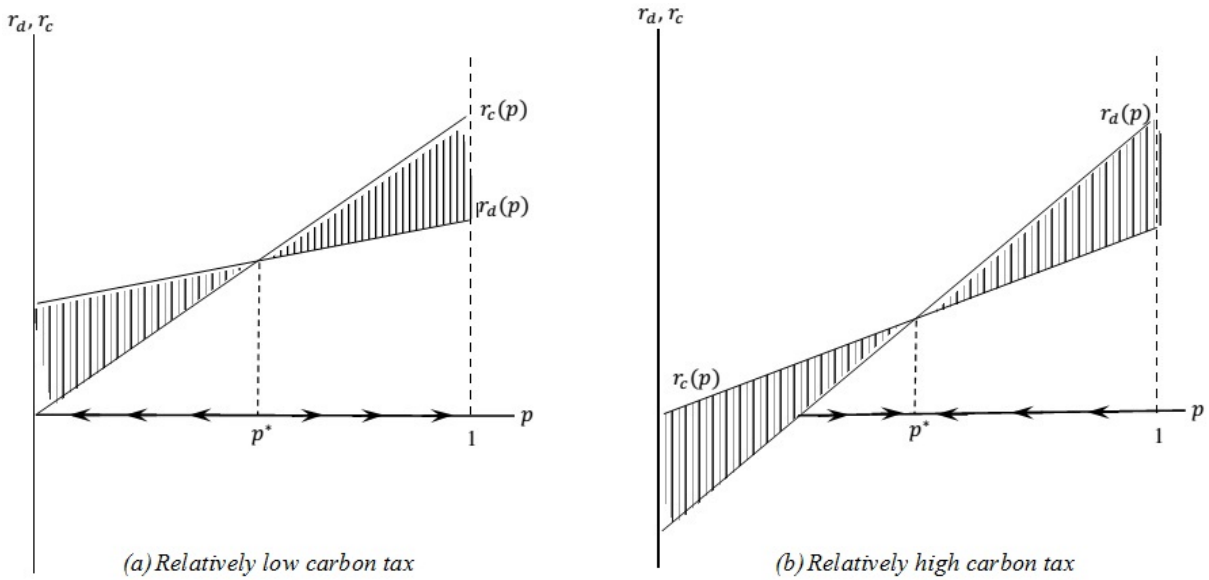 r_d, r_c
r_c(p)
r_d(p)
p*
1
p
(a) Relatively low carbon tax
r_d, r_c
r_d(p)
r_c(p)
p*
1
p
(b) Relatively high carbon tax